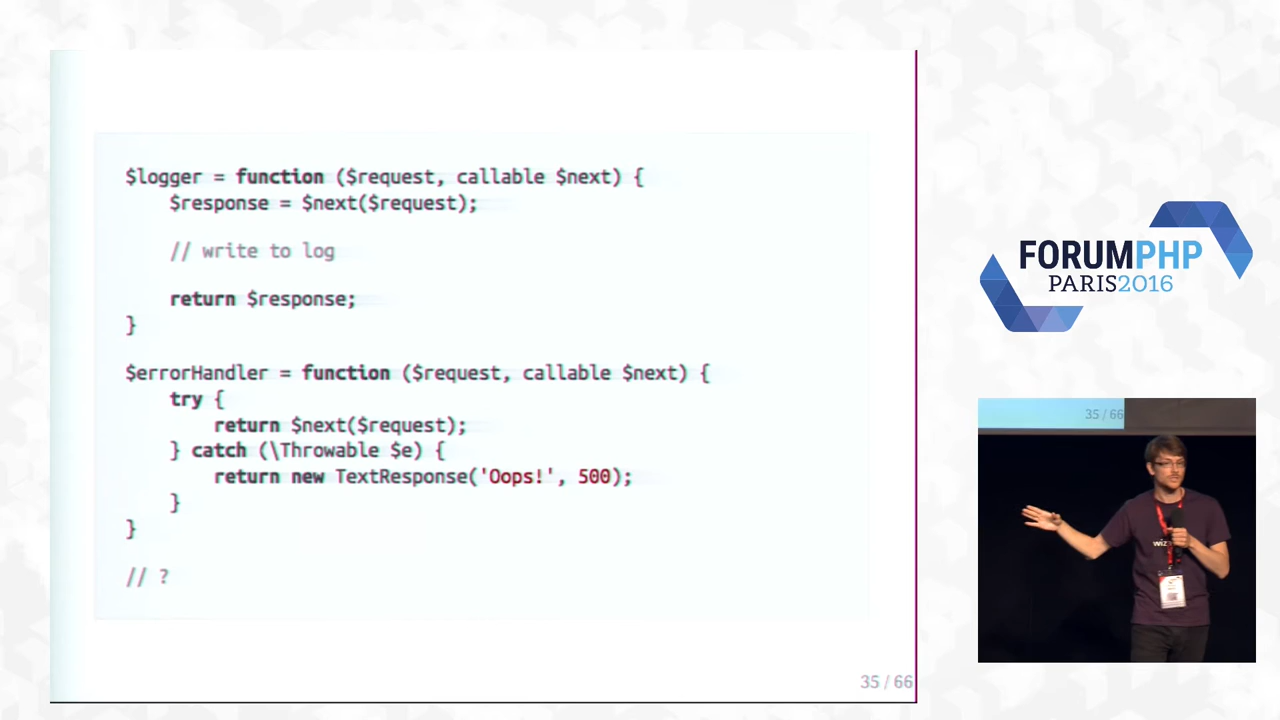 $logger = function ($request, callable $next) {
    $response = $next($request);
    // write to log
    return $response;
}
$errorHandler = function ($request, callable $next) {
    try {
        return $next($request);
    } catch (\Throwable $e) {
        return new TextResponse('Oops!', 500);
    }
}
// ?
35 / 66
FORUMPHP
PARIS2016
35 / 66